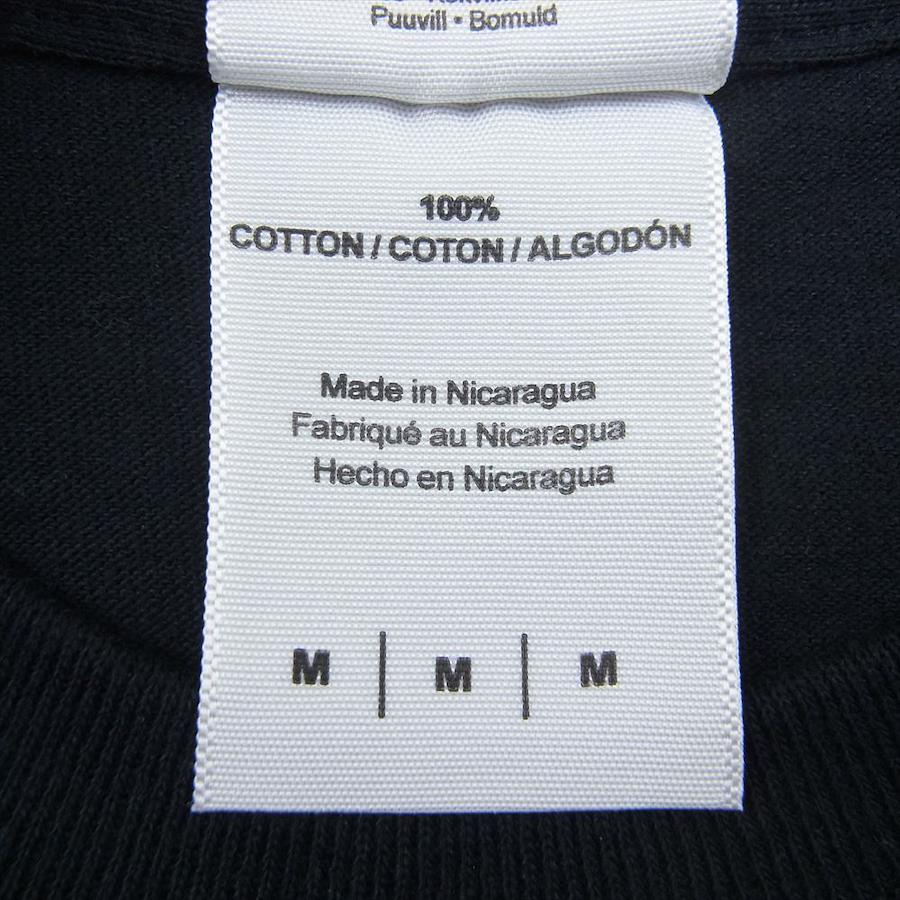 Puuvill • Bomuld
100%
COTTON / COTON / ALGODÓN
Made in Nicaragua
Fabriqué au Nicaragua
Hecho en Nicaragua
M | M | M